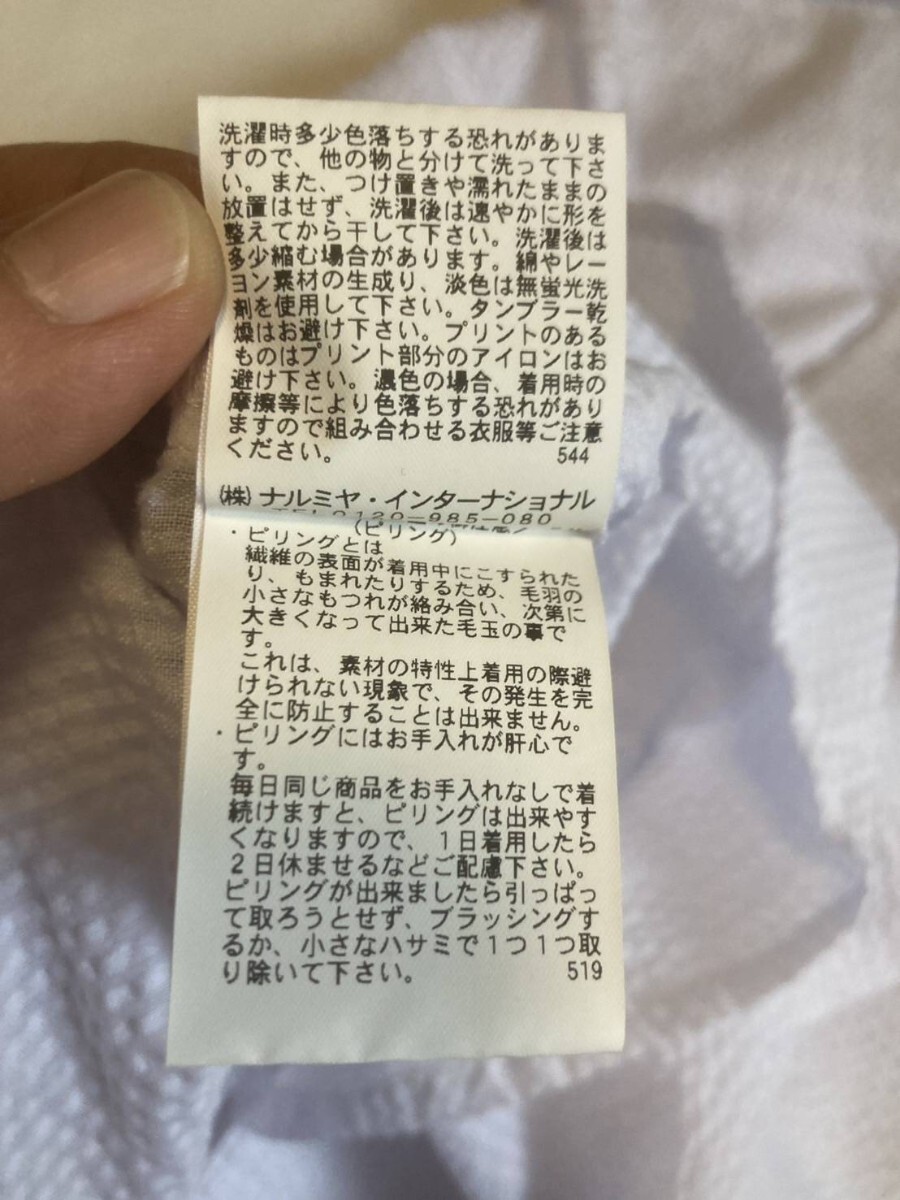 洗濯時多少色落ちする恐れがありま
すので、他の物と分けて洗って下さ
い。また、つけ置きや濡れたままの
放置はせず、洗濯後は速やかに形を
整えてから干して下さい。洗濯後は
多少縮む場合があります。綿やレー
ヨン素材の生成り、淡色は無蛍光洗
剤を使用して下さい。タンブラー乾
燥はお避け下さい。プリントのある
ものはプリント部分のアイロンはお
避け下さい。濃色の場合、着用時の
摩擦等により色落ちする恐れがあり
ますので組み合わせる衣服等ご注意
ください。 544
(株)ナルミヤ・インターナショナル
TEL0120-985-080
(ピリング)
・ピリングとは
繊維の表面が着用中にこすられた
り、もまれたりするため、毛羽の
小さなもつれが絡み合い、次第に
大きくなって出来た毛玉の事で
す。
これは、素材の特性上着用の際避
けられない現象で、その発生を完
全に防止することは出来ません。
・ピリングにはお手入れが肝心で
す。
毎日同じ商品をお手入れなしで着
続けますと、ピリングは出来やす
くなりますので、1日着用したら
2日休ませるなどご配慮下さい。
ピリングが出来ましたら引っぱっ
て取ろうとせず、ブラッシングす
るか、小さなハサミで1つ1つ取
り除いて下さい。 519